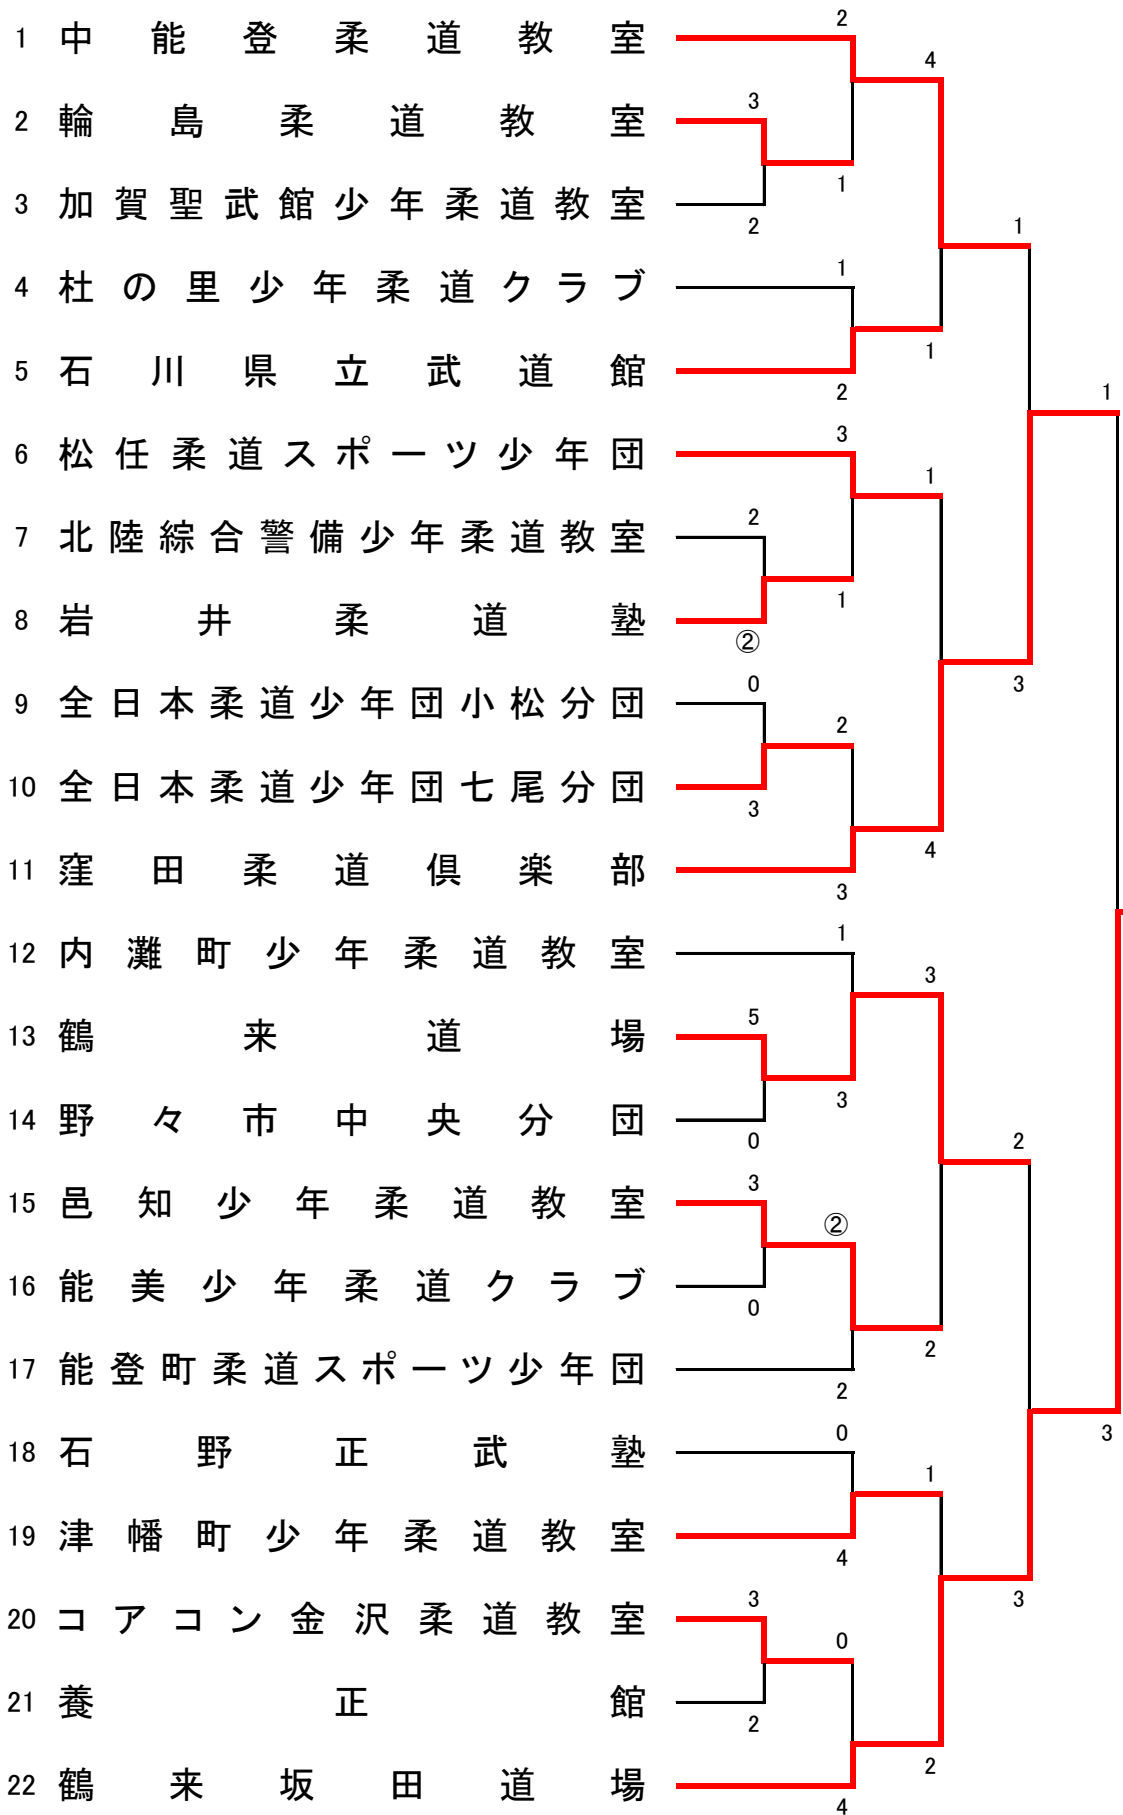 2
1 中能登柔道教室
4
3
2 輪島柔道教室
1
3 加賀聖武館少年柔道教室
2
1
1
4 杜の里少年柔道クラブ
1
5 石川県立武道館
2
1
3
6 松任柔道スポーツ少年団
1
2
7 北陸綜合警備少年柔道教室
1
8 岩井柔道塾
②
0
3
9 全日本柔道少年団小松分団
2
10 全日本柔道少年団七尾分団
3
4
11 窪田柔道倶楽部
3
1
12 内灘町少年柔道教室
3
5
13 鶴来道場
3
14 野々市中央分団
0
2
3
15 邑知少年柔道教室
②
16 能美少年柔道クラブ
0
2
17 能登町柔道スポーツ少年団
2
0
3
18 石野正武塾
1
19 津幡町少年柔道教室
4
3
3
20 コアコン金沢柔道教室
0
21 養正館
2
2
22 鶴来坂田道場
4